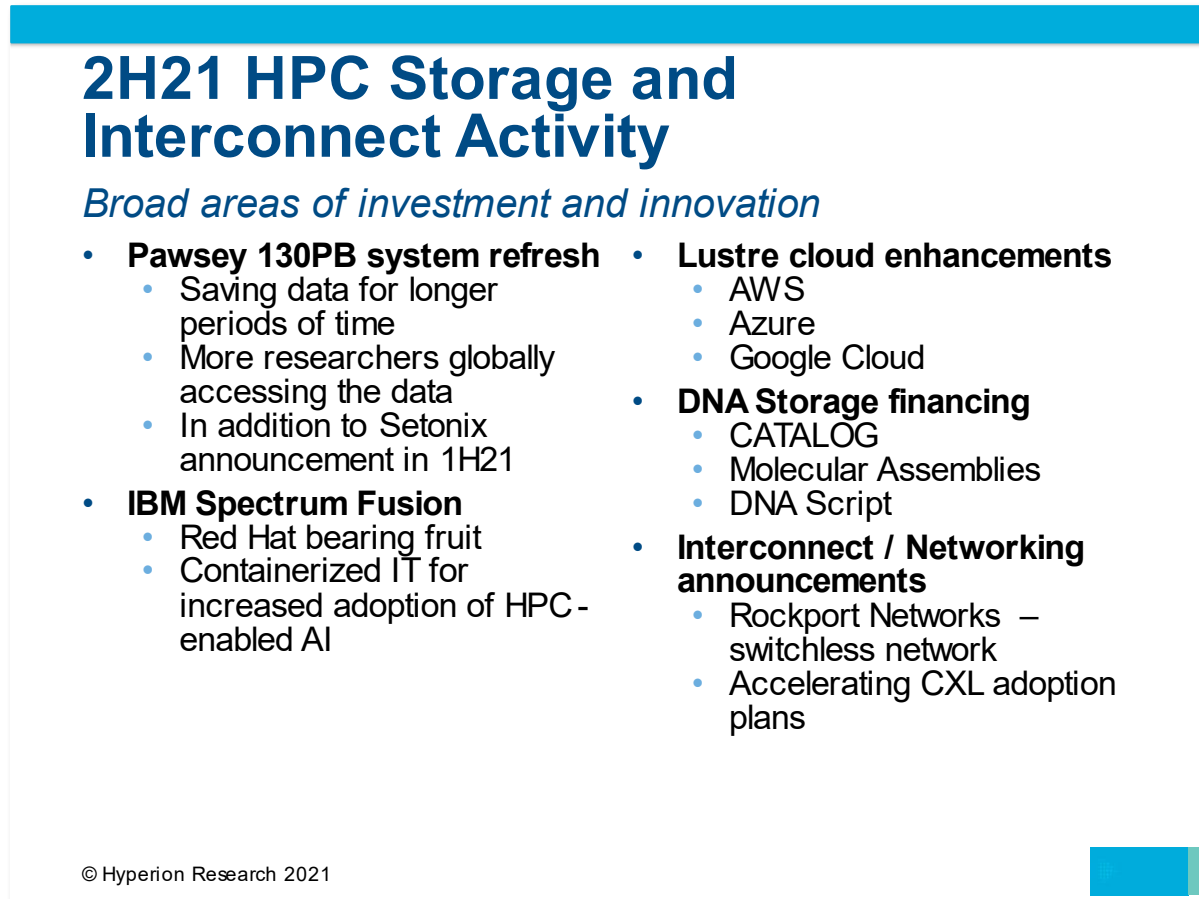 2H21 HPC Storage and
Interconnect Activity
Broad areas of investment and innovation
• Pawsey 130PB system refresh
• Saving data for longer
periods of time
• More researchers globally
accessing the data
• In addition to Setonix
announcement in 1H21
• IBM Spectrum Fusion
• Red Hat bearing fruit
• Containerized IT for
increased adoption of HPC-
enabled AI
• Lustre cloud enhancements
• AWS
• Azure
• Google Cloud
• DNA Storage financing
• CATALOG
• Molecular Assemblies
• DNA Script
• Interconnect / Networking
announcements
• Rockport Networks –
switchless network
• Accelerating CXL adoption
plans
© Hyperion Research 2021